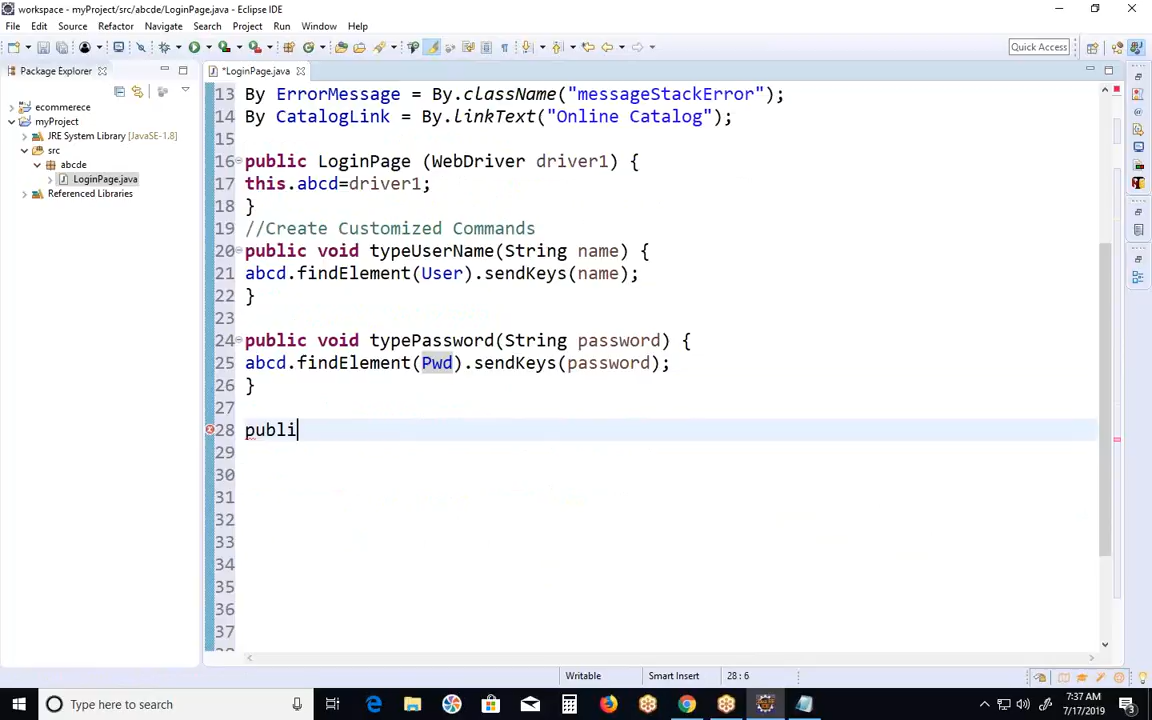 workspace - myProject/src/abcde/LoginPage.java - Eclipse IDE
File Edit Source Refactor Navigate Search Project Run Window Help
Quick Access
Package Explorer
*LoginPage.java
ecommerece
myProject
JRE System Library [JavaSE-1.8]
src
abcde
LoginPage.java
Referenced Libraries
13 By ErrorMessage = By.className("messageStackError");
14 By CatalogLink = By.linkText("Online Catalog");
15
16 public LoginPage (WebDriver driver1) {
17 this.abcd=driver1;
18 }
19 //Create Customized Commands
20 public void typeUserName(String name) {
21 abcd.findElement(User).sendKeys(name);
22 }
23
24 public void typePassword(String password) {
25 abcd.findElement(Pwd).sendKeys(password);
26 }
27
28 publi
29
30
31
32
33
34
35
36
37
Writable Smart Insert 28 : 6
Type here to search
7:37 AM
7/17/2019
3